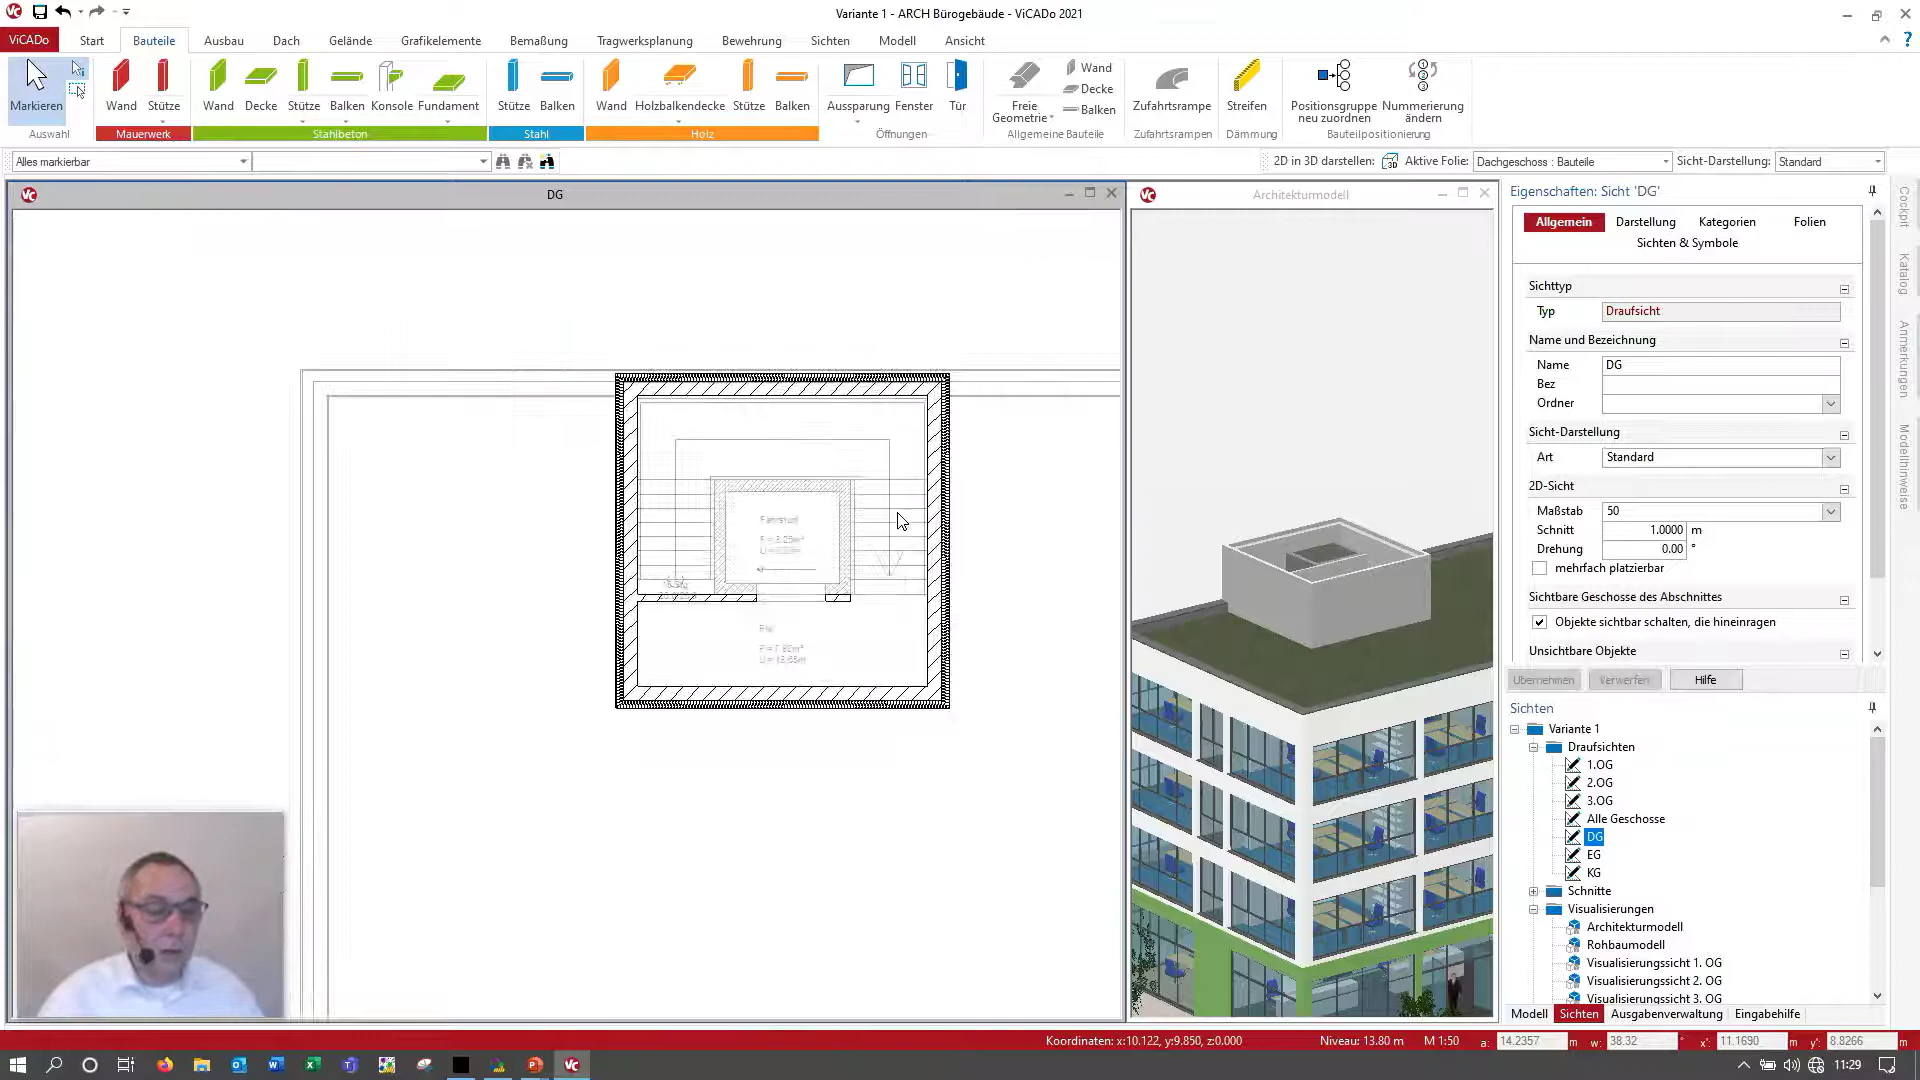 Variante 1 - ARCH Bürogebäude - ViCADo 2021
ViCADo Start Bauteile Ausbau Dach Gelände Grafikelemente Bemaßung Tragwerksplanung Bewehrung Sichten Modell Ansicht
Markieren
Auswahl
Wand Stütze
Mauerwerk
Wand Decke Stütze Balken Konsole Fundament
Stahlbeton
Stütze Balken
Stahl
Wand Holzbalkendecke Stütze Balken
Holz
Aussparung Fenster Tür
Öffnungen
Freie Geometrie
Wand
Decke
Balken
Allgemeine Bauteile
Zufahrtsrampe
Zufahrtsrampen
Streifen
Dämmung
Positionsgruppe neu zuordnen
Nummerierung ändern
Bauteilpositionierung
Alles markierbar
2D in 3D darstellen: Aktive Folie: Dachgeschoss : Bauteile Sicht-Darstellung: Standard
DG
Architekturmodell
Eigenschaften: Sicht 'DG'
Allgemein Darstellung Kategorien Folien
Sichten & Symbole
Sichttyp
Typ Draufsicht
Name und Bezeichnung
Name DG
Bez
Ordner
Sicht-Darstellung
Art Standard
2D-Sicht
Maßstab 50
Schnitt 1.0000 m
Drehung 0.00 °
mehrfach platzierbar
Sichtbare Geschosse des Abschnittes
Objekte sichtbar schalten, die hineinragen
Unsichtbare Objekte
Übernehmen Verwerfen Hilfe
Sichten
Variante 1
Draufsichten
1.OG
2.OG
3.OG
Alle Geschosse
DG
EG
KG
Schnitte
Visualisierungen
Architekturmodell
Rohbaumodell
Visualisierungssicht 1. OG
Visualisierungssicht 2. OG
Visualisierungssicht 3. OG
Modell Sichten Ausgabenverwaltung Eingabehilfe
Cockpit
Katalog
Anmerkungen
Modellhinweise
Koordinaten: x:10.122, y:9.850, z:0.000 Niveau: 13.80 m M 1:50 a: 14.2357 m w: 38.32 ° x': 11.1690 m y': 8.8266 m
11:29